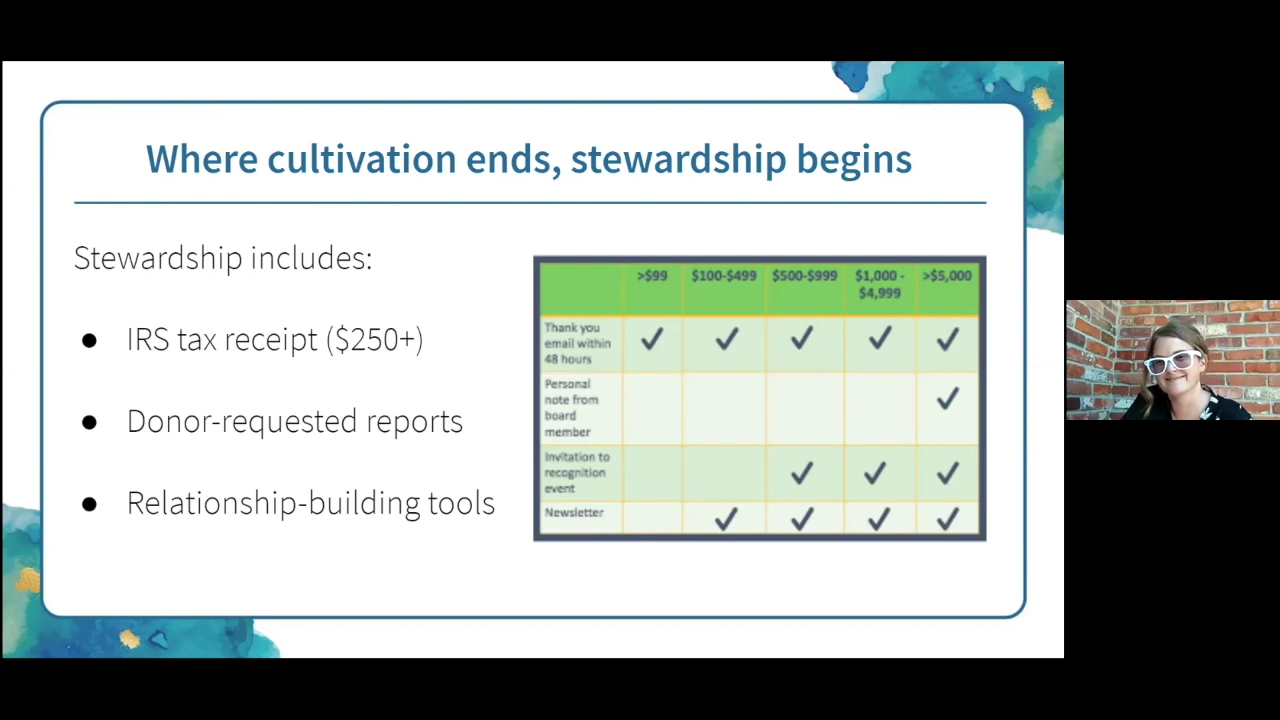 Where cultivation ends, stewardship begins
Stewardship includes:
● IRS tax receipt ($250+)
● Donor-requested reports
● Relationship-building tools
>$99 $100-$499 $500-$999 $1,000 - >$5,000
$4,999
Thank you
email within
48 hours
✓ ✓ ✓ ✓ ✓
Personal
note from
board
member
✓
Invitation to
recognition
event
✓ ✓ ✓
Newsletter ✓ ✓ ✓ ✓